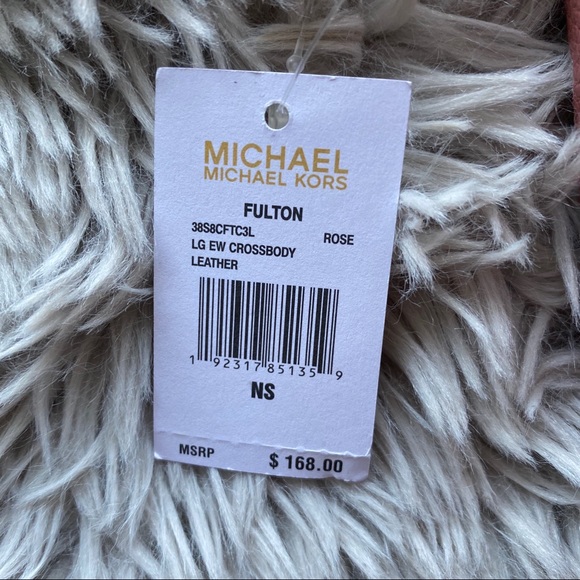 MICHAEL
MICHAEL KORS
FULTON
38S8CFTC3L ROSE
LG EW CROSSBODY
LEATHER
1 92317 85135 9
NS
MSRP $ 168.00